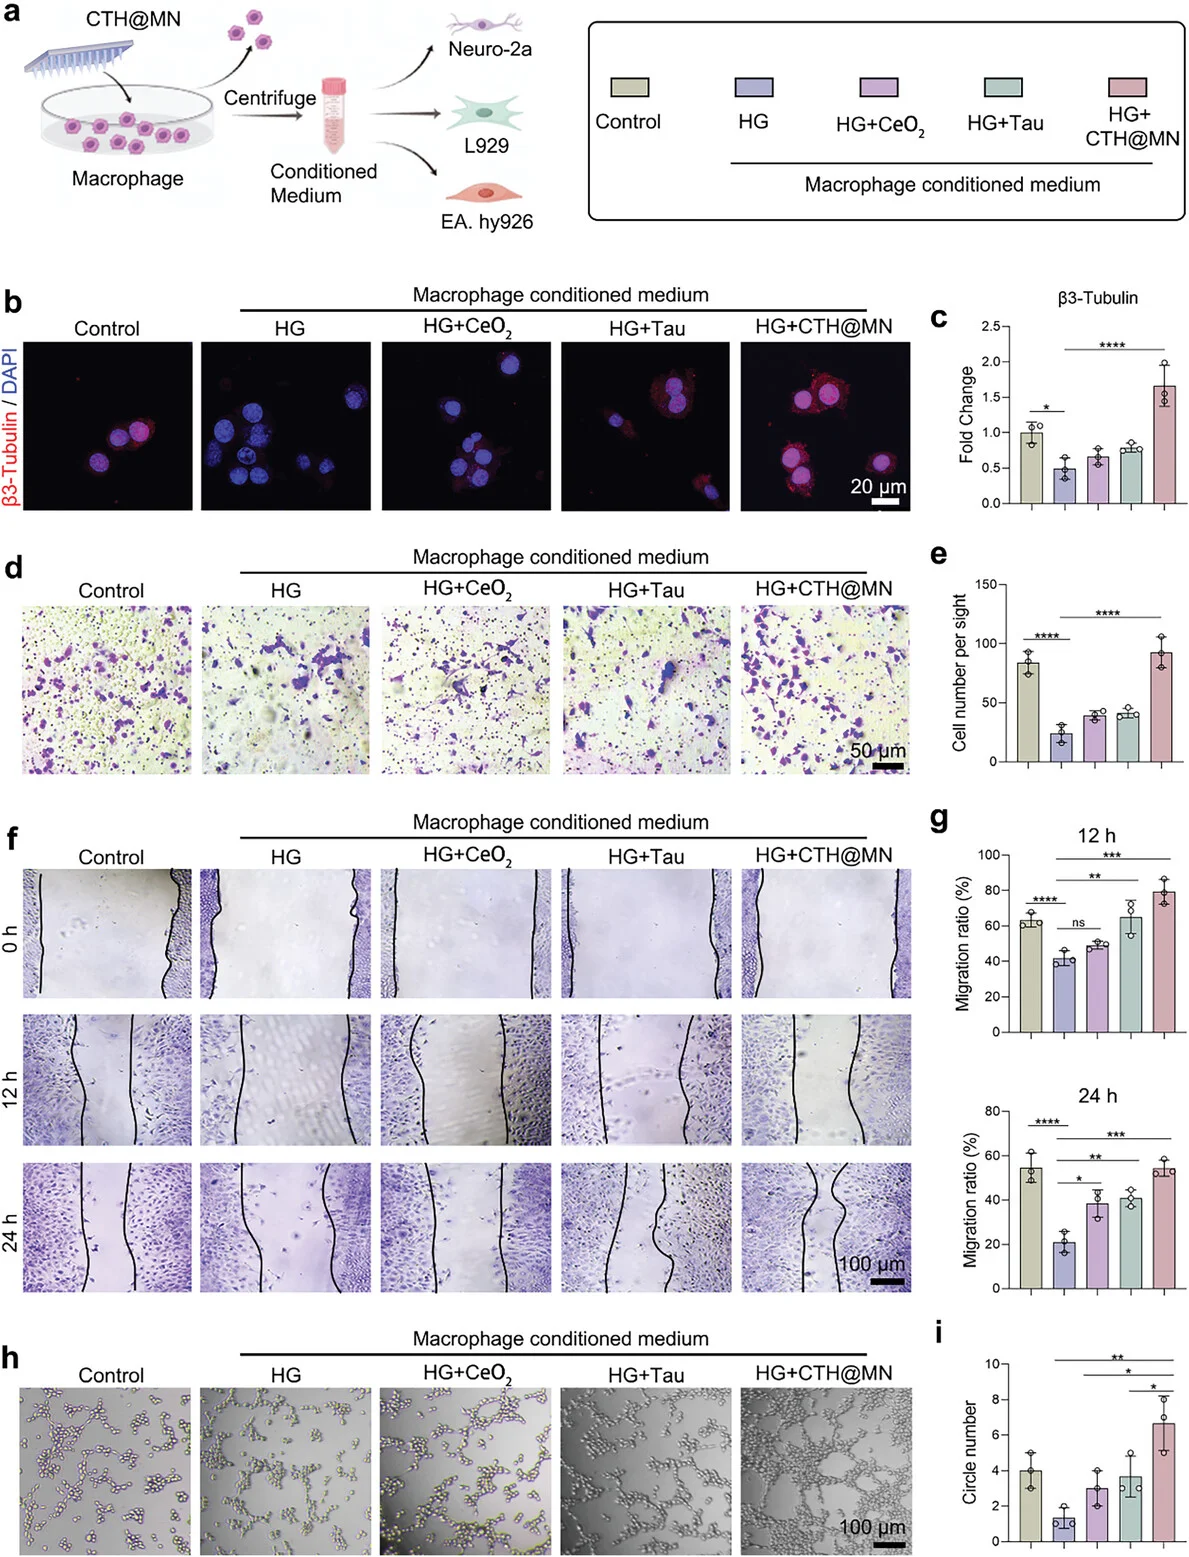 a
CTH@MN
Neuro-2a
Centrifuge
L929
Macrophage
Conditioned
Medium
EA. hy926
Control
HG
HG+CeO₂
HG+Tau
HG+
CTH@MN
Macrophage conditioned medium
b
Macrophage conditioned medium
Control
HG
HG+CeO₂
HG+Tau
HG+CTH@MN
β3-Tubulin / DAPI
20 μm
c
β3-Tubulin
Fold Change
2.5
2.0
1.5
1.0
0.5
0.0
*
****
d
Macrophage conditioned medium
Control
HG
HG+CeO₂
HG+Tau
HG+CTH@MN
50 μm
e
Cell number per sight
150
100
50
0
****
****
f
Macrophage conditioned medium
Control
HG
HG+CeO₂
HG+Tau
HG+CTH@MN
0 h
12 h
24 h
100 μm
g
12 h
Migration ratio (%)
100
80
60
40
20
0
****
ns
**
***
24 h
Migration ratio (%)
80
60
40
20
0
****
*
**
***
h
Macrophage conditioned medium
Control
HG
HG+CeO₂
HG+Tau
HG+CTH@MN
100 μm
i
Circle number
10
8
6
4
2
0
**
*
*